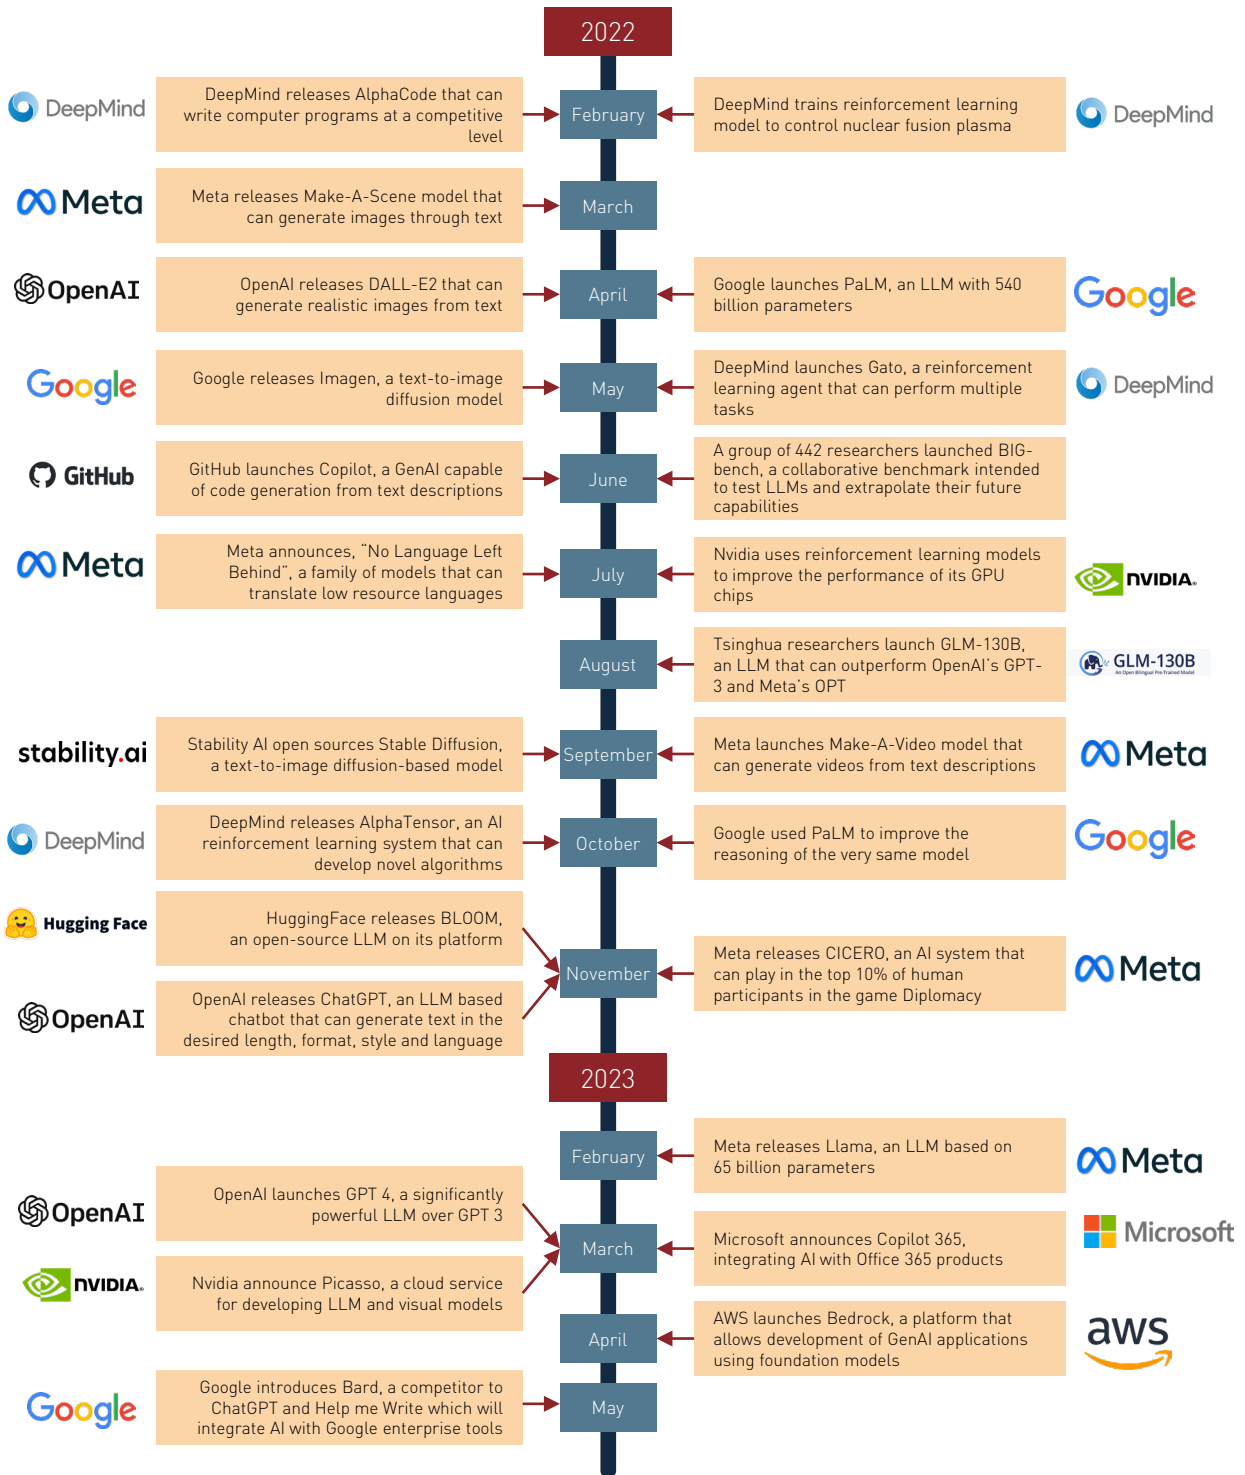 2022
DeepMind
DeepMind releases AlphaCode that can
write computer programs at a competitive
level
February
DeepMind trains reinforcement learning
model to control nuclear fusion plasma
DeepMind
Meta
Meta releases Make-A-Scene model that
can generate images through text
March
OpenAI
OpenAI releases DALL-E2 that can
generate realistic images from text
April
Google launches PaLM, an LLM with 540
billion parameters
Google
Google
Google releases Imagen, a text-to-image
diffusion model
May
DeepMind launches Gato, a reinforcement
learning agent that can perform multiple
tasks
DeepMind
GitHub
GitHub launches Copilot, a GenAI capable
of code generation from text descriptions
June
A group of 442 researchers launched BIG-
bench, a collaborative benchmark intended
to test LLMs and extrapolate their future
capabilities
Meta
Meta announces, “No Language Left
Behind”, a family of models that can
translate low resource languages
July
Nvidia uses reinforcement learning models
to improve the performance of its GPU
chips
NVIDIA.
August
Tsinghua researchers launch GLM-130B,
an LLM that can outperform OpenAI’s GPT-
3 and Meta’s OPT
GLM-130B
An Open Bilingual Pre-Trained Model
stability.ai
Stability AI open sources Stable Diffusion,
a text-to-image diffusion-based model
September
Meta launches Make-A-Video model that
can generate videos from text descriptions
Meta
DeepMind
DeepMind releases AlphaTensor, an AI
reinforcement learning system that can
develop novel algorithms
October
Google used PaLM to improve the
reasoning of the very same model
Google
Hugging Face
HuggingFace releases BLOOM,
an open-source LLM on its platform
OpenAI
OpenAI releases ChatGPT, an LLM based
chatbot that can generate text in the
desired length, format, style and language
November
Meta releases CICERO, an AI system that
can play in the top 10% of human
participants in the game Diplomacy
Meta
2023
February
Meta releases Llama, an LLM based on
65 billion parameters
Meta
OpenAI
OpenAI launches GPT 4, a significantly
powerful LLM over GPT 3
NVIDIA.
Nvidia announce Picasso, a cloud service
for developing LLM and visual models
March
Microsoft announces Copilot 365,
integrating AI with Office 365 products
Microsoft
April
AWS launches Bedrock, a platform that
allows development of GenAI applications
using foundation models
aws
Google
Google introduces Bard, a competitor to
ChatGPT and Help me Write which will
integrate AI with Google enterprise tools
May